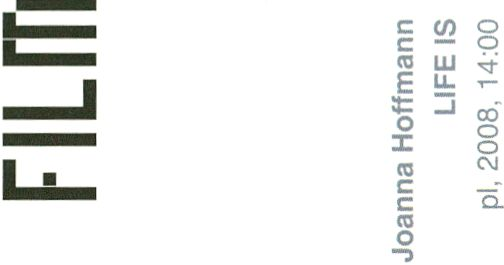 FILM
Joanna Hoffmann
LIFE IS
pl, 2008, 14:00